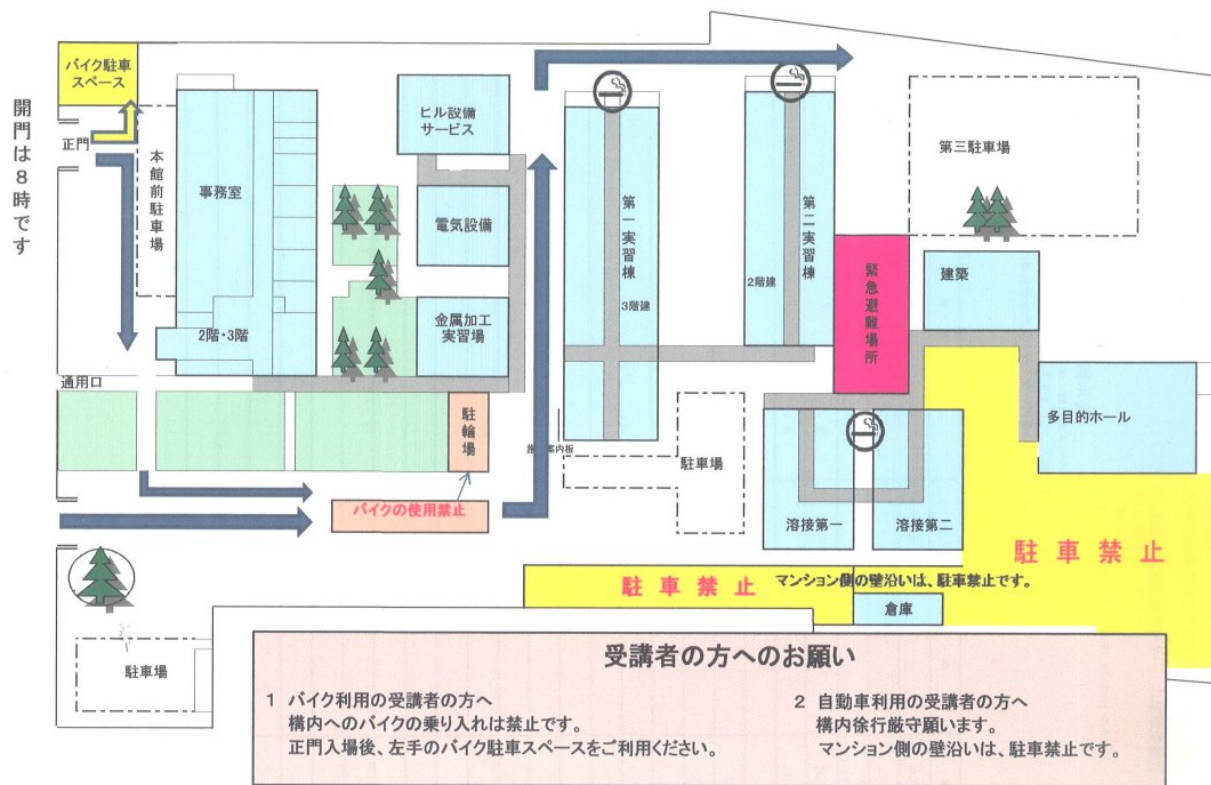 バイク駐車
スペース
開門は8時です
正門
本館前駐車場
事務室
2階・3階
ヒル設備
サービス
電気設備
金属加工
実習場
第一実習棟
3階建
第二実習棟
2階建
第三駐車場
緊急避難場所
建築
多目的ホール
通用口
駐輪場
バイクの使用禁止
案内板
駐車場
溶接第一
溶接第二
駐車禁止
駐車禁止
マンション側の壁沿いは、駐車禁止です。
倉庫
駐車場
受講者の方へのお願い
1 バイク利用の受講者の方へ
構内へのバイクの乗り入れは禁止です。
正門入場後、左手のバイク駐車スペースをご利用ください。
2 自動車利用の受講者の方へ
構内徐行厳守願います。
マンション側の壁沿いは、駐車禁止です。